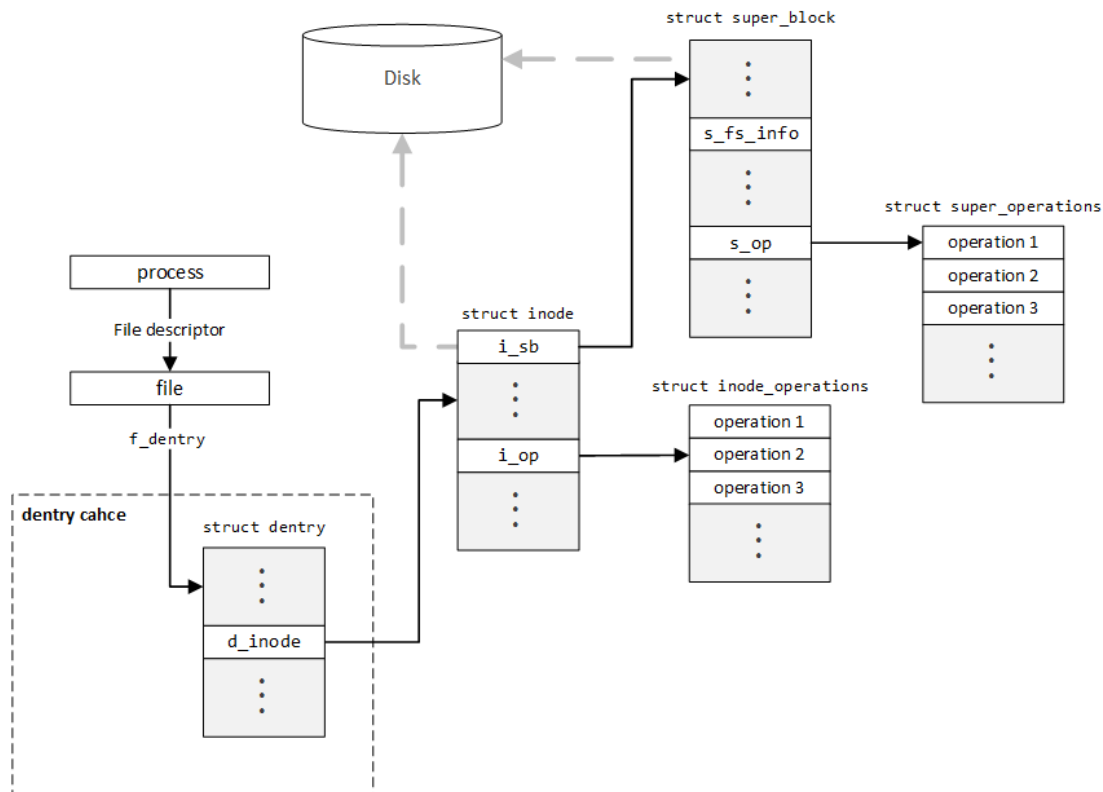 struct super_block
Disk
s_fs_info
struct super_operations
s_op
operation 1
operation 2
operation 3
process
File descriptor
file
f_dentry
struct inode
i_sb
i_op
struct inode_operations
operation 1
operation 2
operation 3
dentry cahce
struct dentry
d_inode